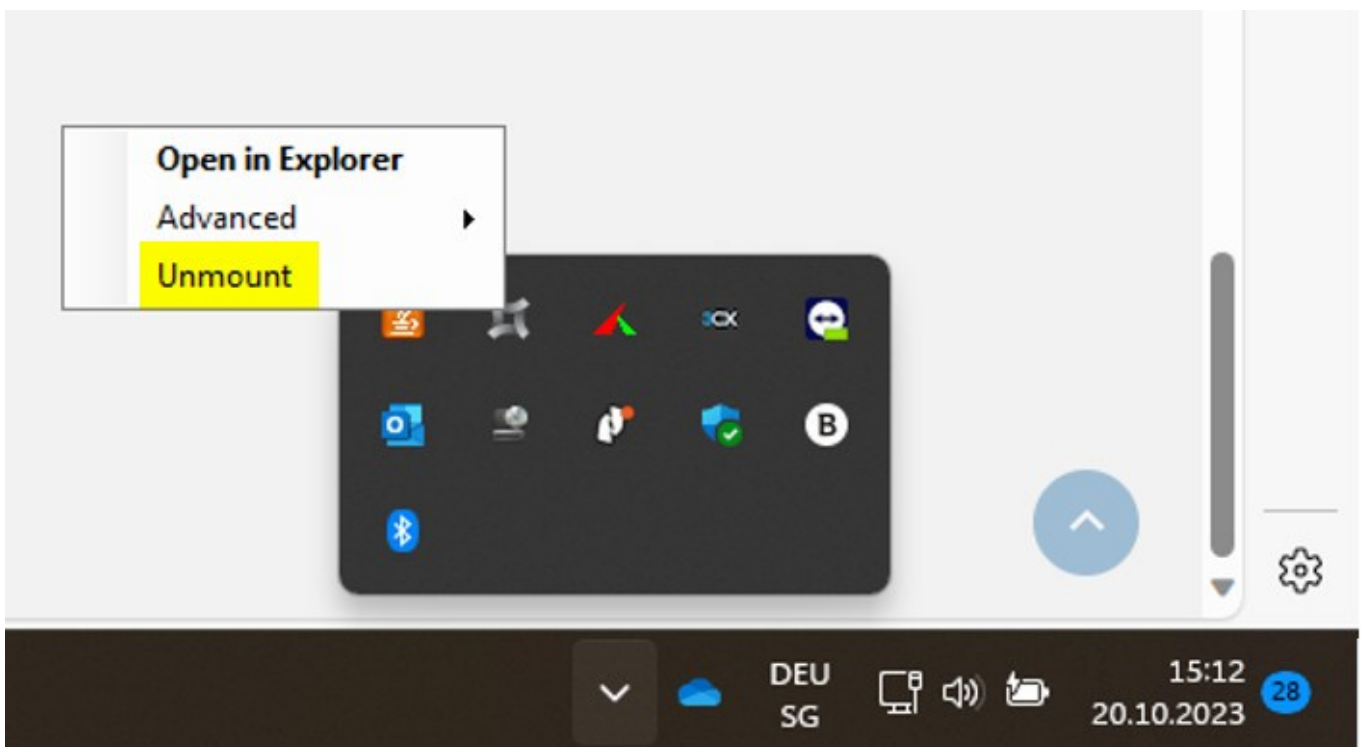 Open in Explorer
Advanced
Unmount
3CX
B
DEU
SG
15:12
20.10.2023
28